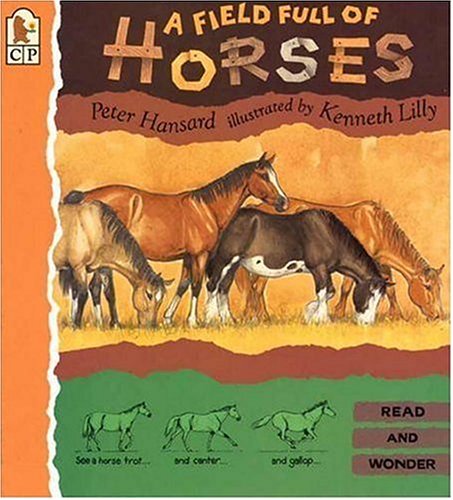 A FIELD FULL OF
HORSES
Peter Hansard illustrated by Kenneth Lilly
CP
See a horse trot...
and canter...
and gallop...
READ
AND
WONDER